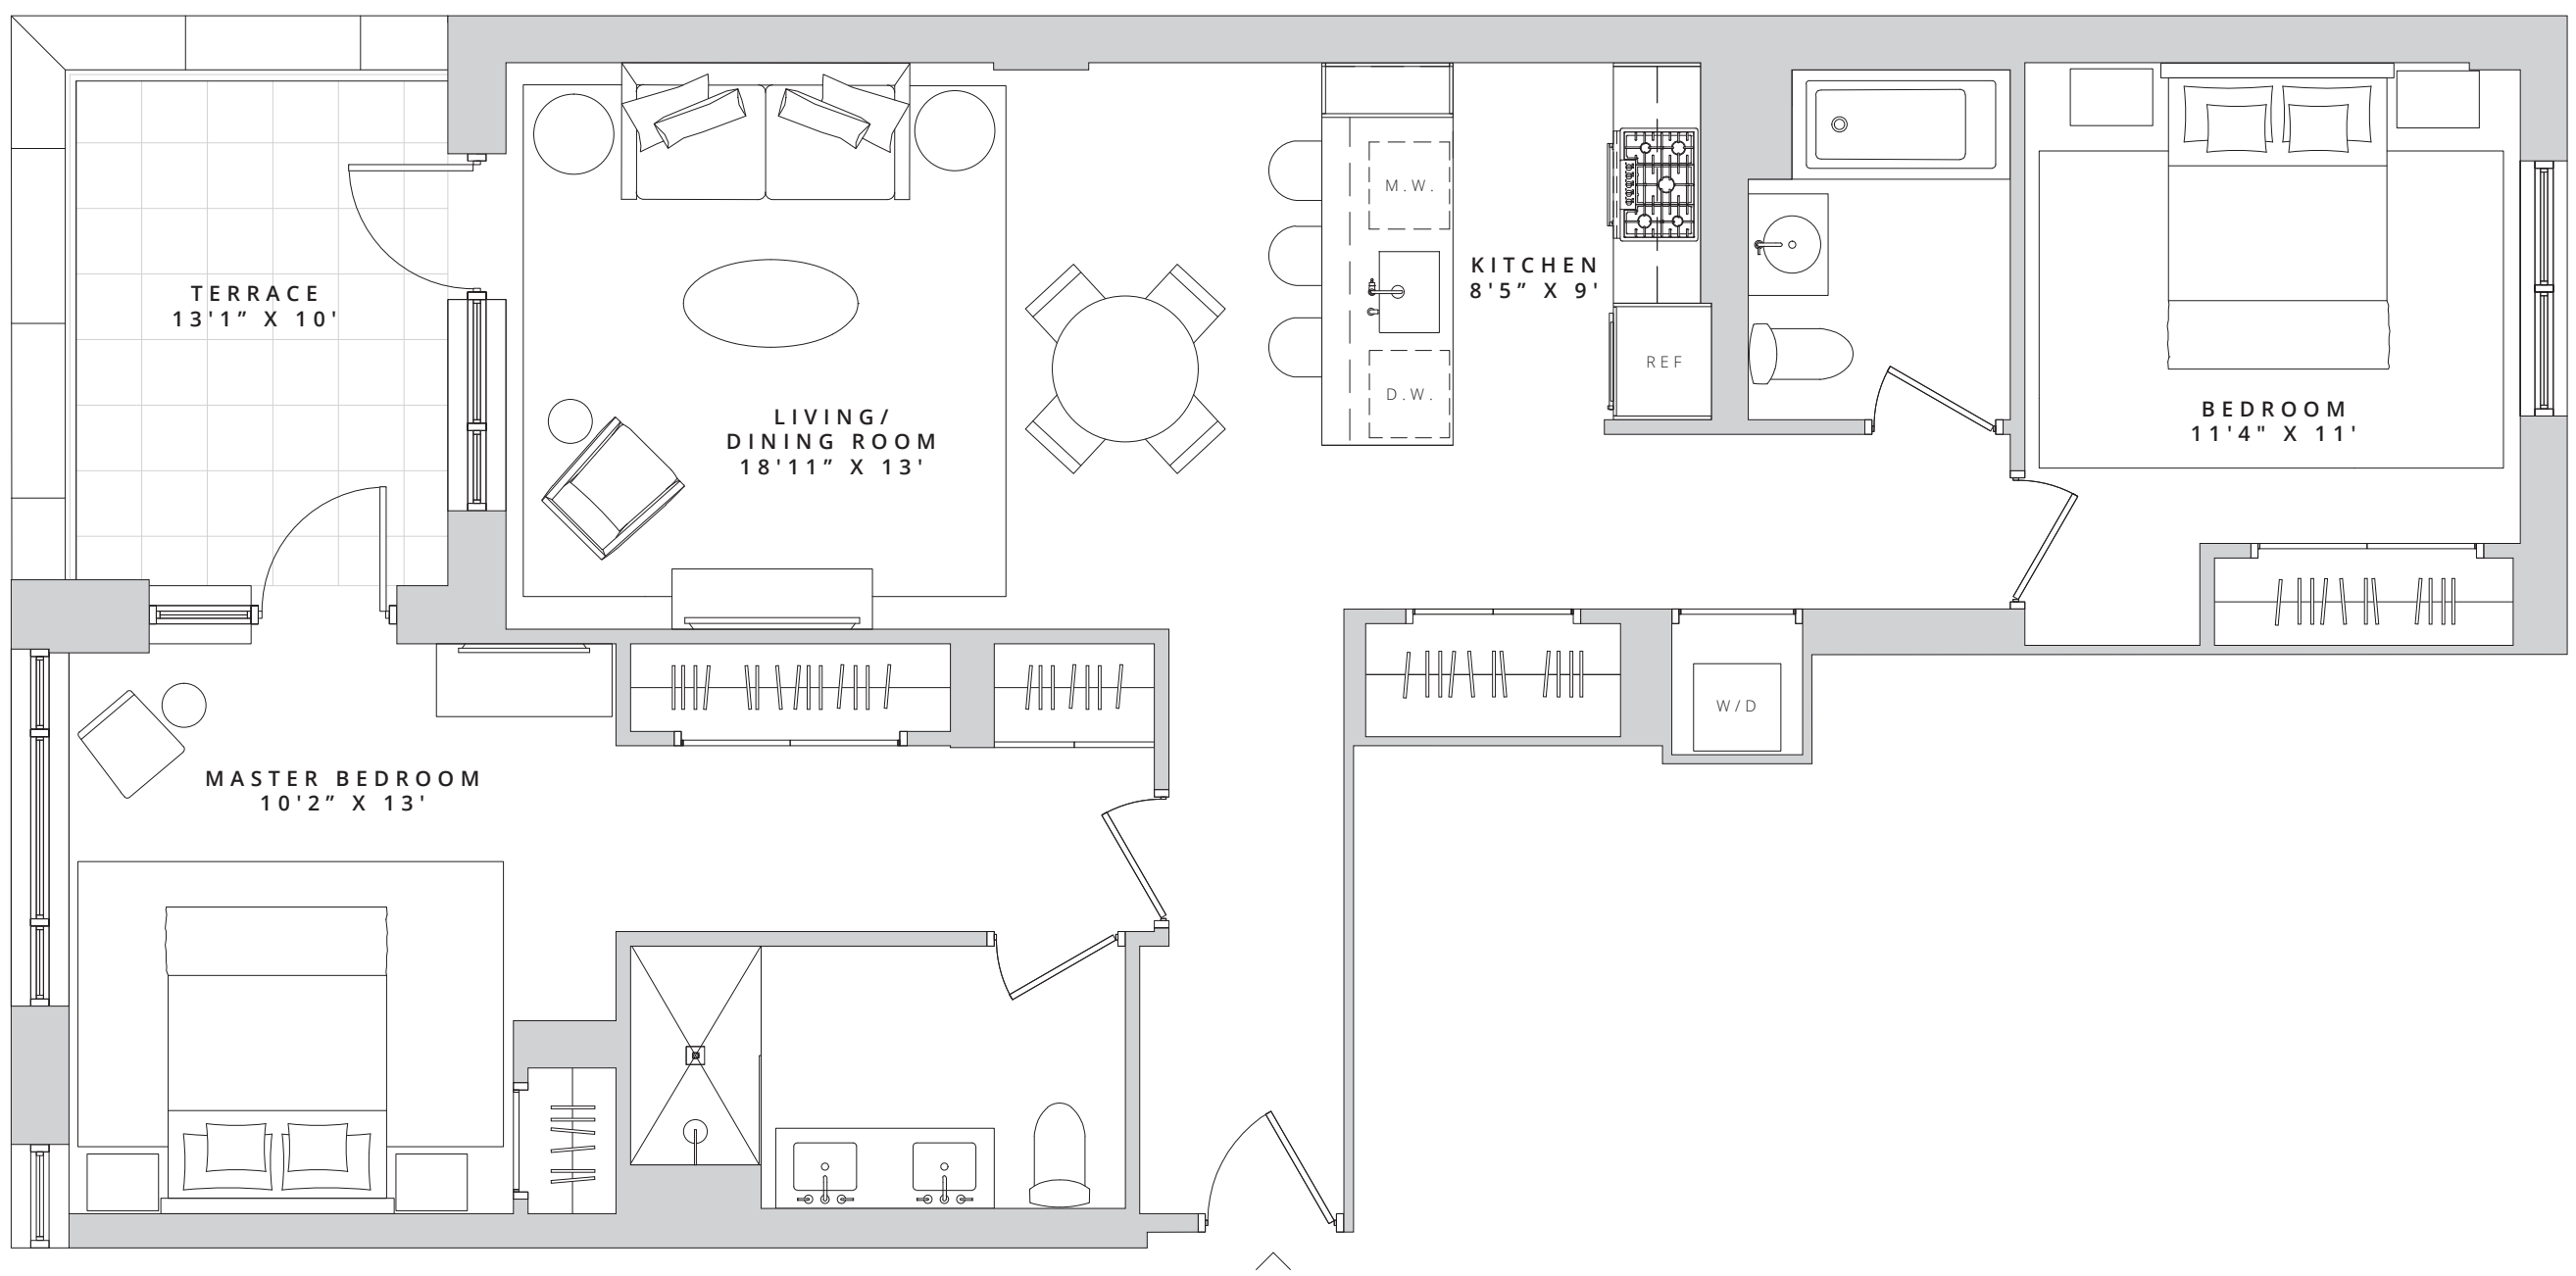 TERRACE
13'1” X 10'
LIVING/
DINING ROOM
18'11” X 13'
M.W.
D.W.
KITCHEN
8'5” X 9'
REF
BEDROOM
11'4" X 11'
W/D
MASTER BEDROOM
10'2” X 13'